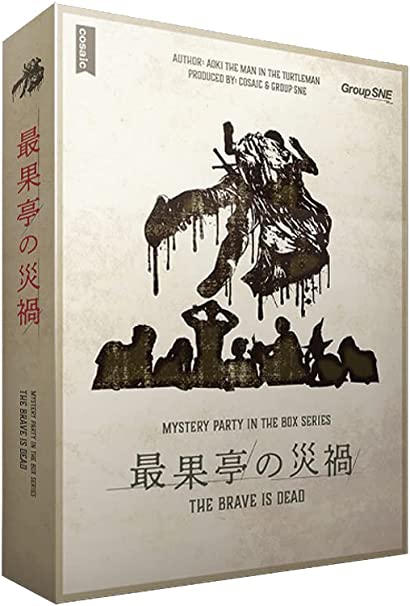 cosaic
AUTHOR: AOKI THE MAN IN THE TURTLEMAN
PRODUCED BY: COSAIC & GROUP SNE
Group SNE
MYSTERY PARTY IN THE BOX SERIES
最果亭の災禍
THE BRAVE IS DEAD
最果亭の災禍
MYSTERY PARTY IN THE BOX SERIES
THE BRAVE IS DEAD